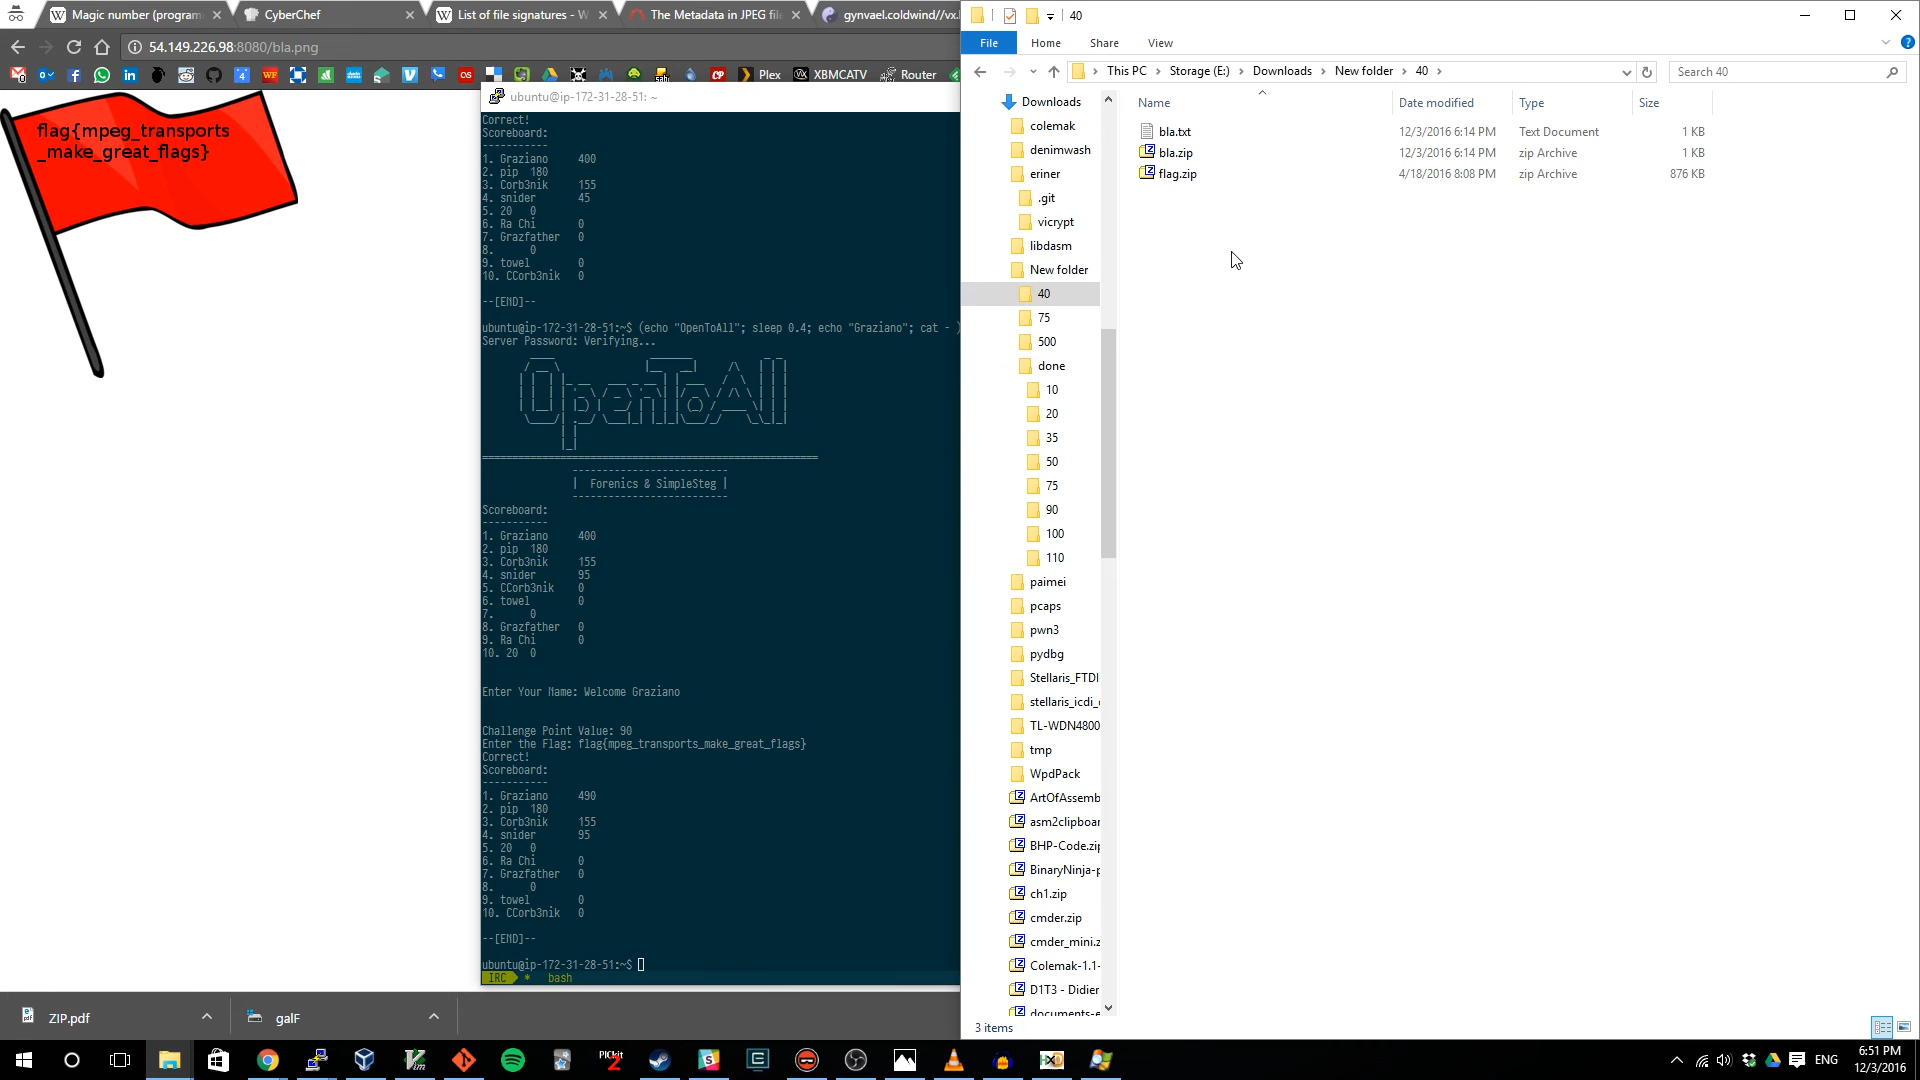 Magic number (program
CyberChef
List of file signatures - W
The Metadata in JPEG file
gynvael.coldwind//vx.l
54.149.226.98:8080/bla.png
Plex
XBMCATV
Router
flag{mpeg_transports
_make_great_flags}
ubuntu@ip-172-31-28-51: ~
Correct!
Scoreboard:
-----------
1. Graziano 400
2. pip 180
3. Corb3nik 155
4. snider 45
5. 20 0
6. Ra Chi 0
7. Grazfather 0
8. 0
9. towel 0
10. CCorb3nik 0
--[END]--
ubuntu@ip-172-31-28-51:~$ (echo "OpenToAll"; sleep 0.4; echo "Graziano"; cat - )
Server Password: Verifying...
OpenToAll
| Forenics & SimpleSteg |
Scoreboard:
-----------
1. Graziano 400
2. pip 180
3. Corb3nik 155
4. snider 95
5. CCorb3nik 0
6. towel 0
7. 0
8. Grazfather 0
9. Ra Chi 0
10. 20 0
Enter Your Name: Welcome Graziano
Challenge Point Value: 90
Enter the Flag: flag{mpeg_transports_make_great_flags}
Correct!
Scoreboard:
-----------
1. Graziano 490
2. pip 180
3. Corb3nik 155
4. snider 95
5. 20 0
6. Ra Chi 0
7. Grazfather 0
8. 0
9. towel 0
10. CCorb3nik 0
--[END]--
ubuntu@ip-172-31-28-51:~$
IRC * bash
40
File Home Share View
This PC > Storage (E:) > Downloads > New folder > 40 >
Search 40
Downloads
colemak
denimwash
eriner
.git
vicrypt
libdasm
New folder
40
75
500
done
10
20
35
50
75
90
100
110
paimei
pcaps
pwn3
pydbg
Stellaris_FTDI
stellaris_icdi_
TL-WDN4800
tmp
WpdPack
ArtOfAssemb
asm2clipboar
BHP-Code.zip
BinaryNinja-p
ch1.zip
cmder.zip
cmder_mini.z
Colemak-1.1-
D1T3 - Didier
documents-e
Name Date modified Type Size
bla.txt 12/3/2016 6:14 PM Text Document 1 KB
bla.zip 12/3/2016 6:14 PM zip Archive 1 KB
flag.zip 4/18/2016 8:08 PM zip Archive 876 KB
3 items
ZIP.pdf
galF
ENG
6:51 PM
12/3/2016